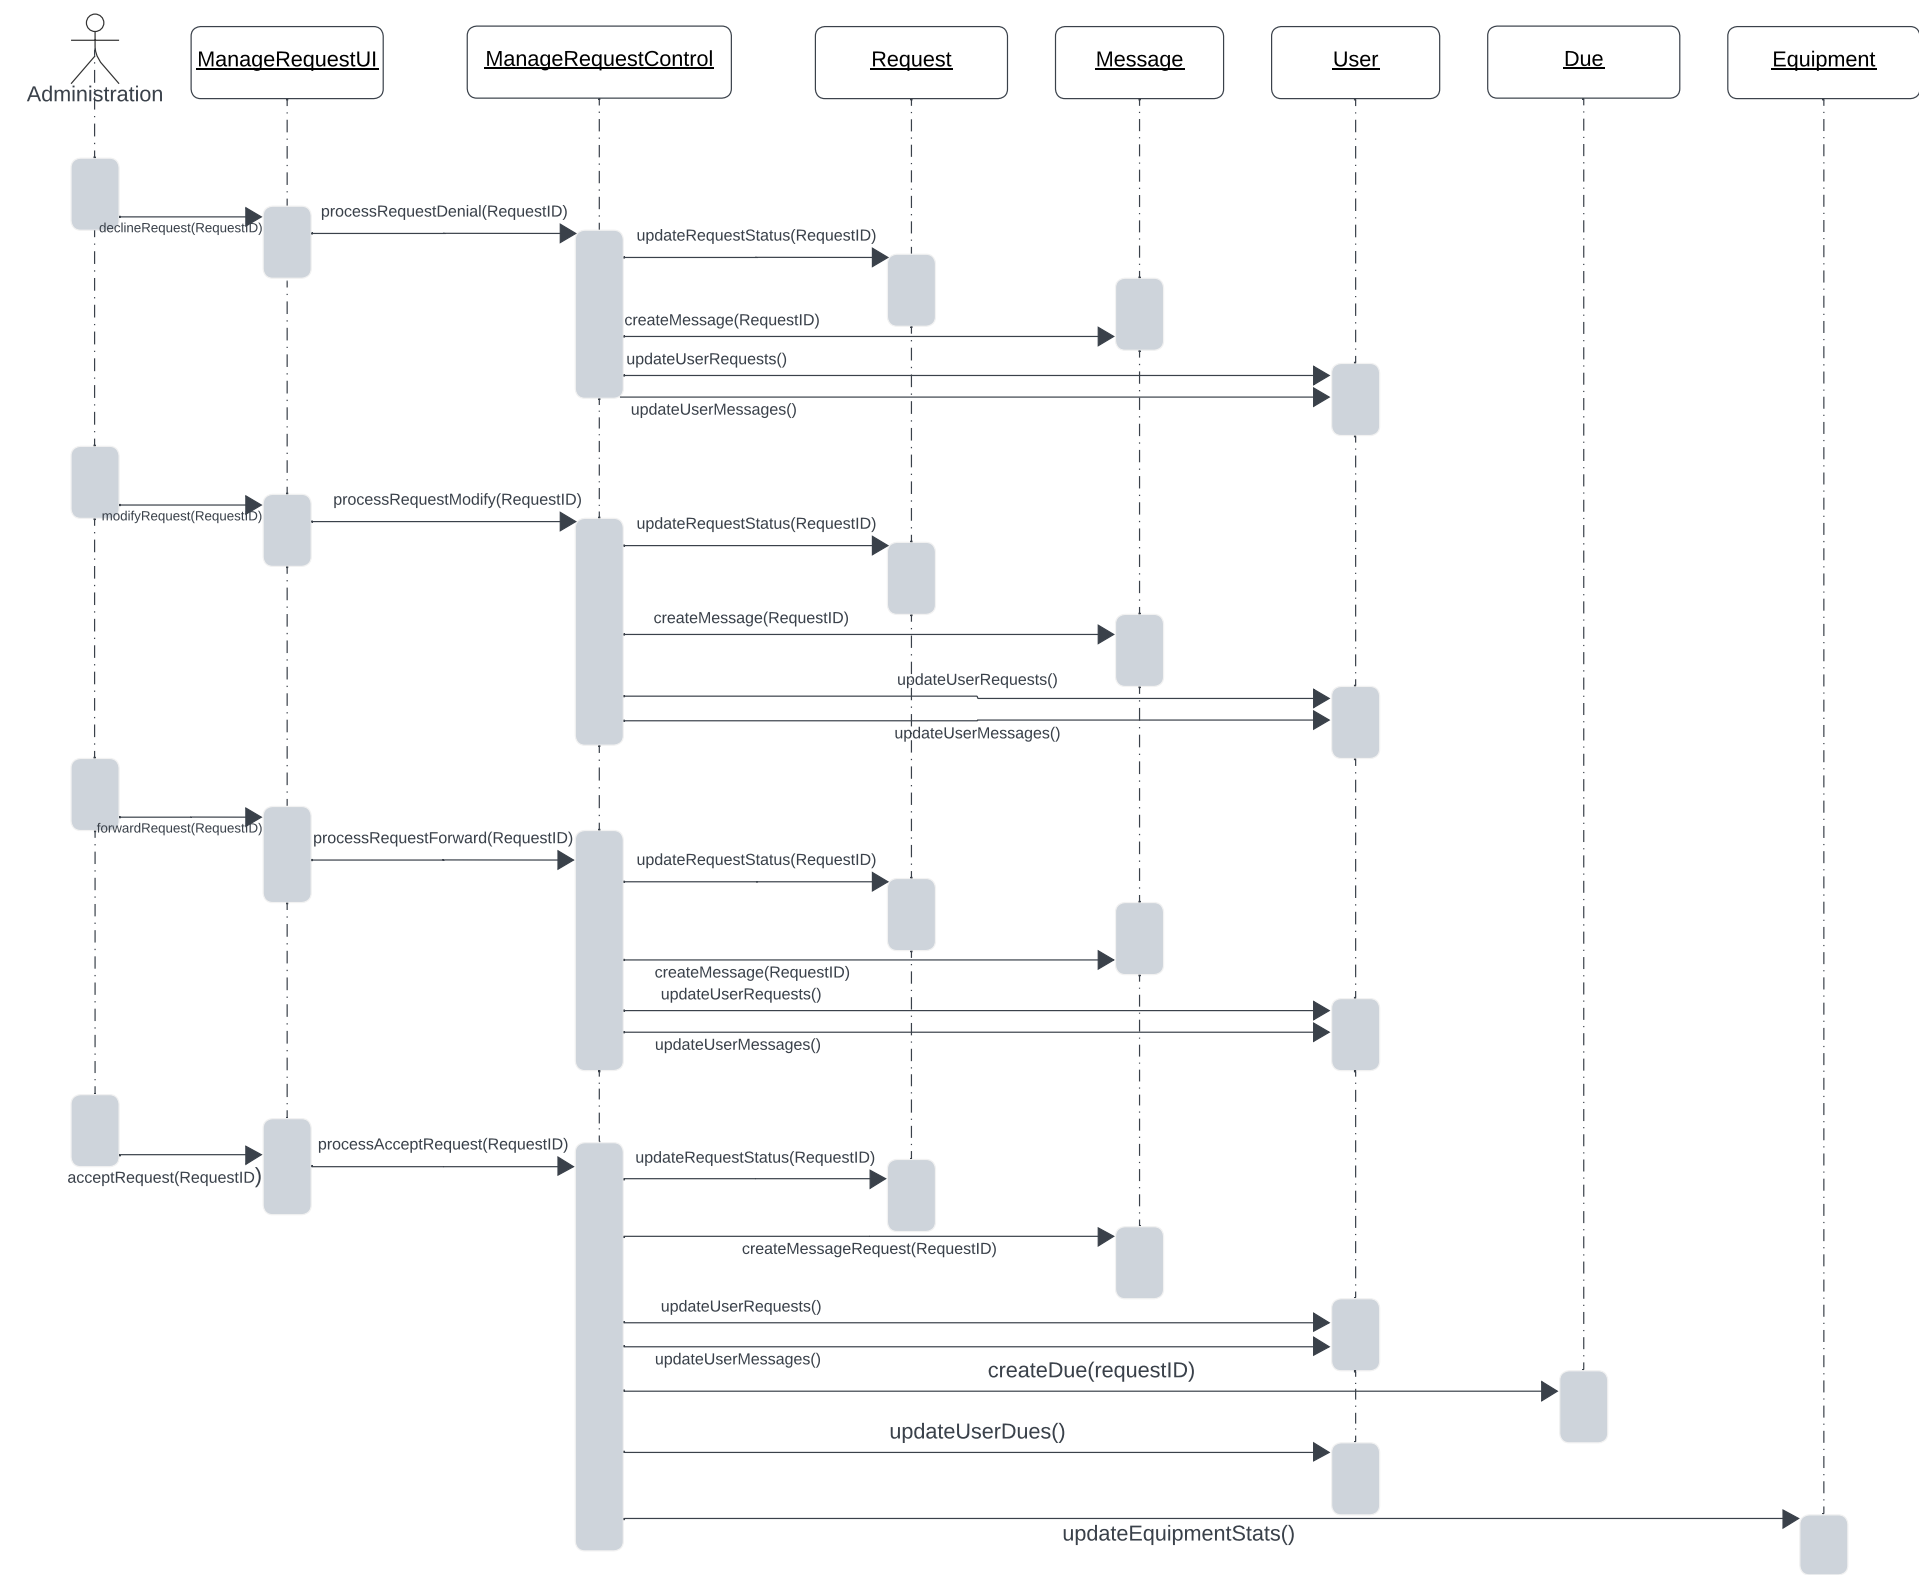 Administration
ManageRequestUI
ManageRequestControl
Request
Message
User
Due
Equipment
declineRequest(RequestID)
processRequestDenial(RequestID)
updateRequestStatus(RequestID)
createMessage(RequestID)
updateUserRequests()
updateUserMessages()
modifyRequest(RequestID)
processRequestModify(RequestID)
updateRequestStatus(RequestID)
createMessage(RequestID)
updateUserRequests()
updateUserMessages()
forwardRequest(RequestID)
processRequestForward(RequestID)
updateRequestStatus(RequestID)
createMessage(RequestID)
updateUserRequests()
updateUserMessages()
acceptRequest(RequestID)
processAcceptRequest(RequestID)
updateRequestStatus(RequestID)
createMessageRequest(RequestID)
updateUserRequests()
updateUserMessages()
createDue(requestID)
updateUserDues()
updateEquipmentStats()